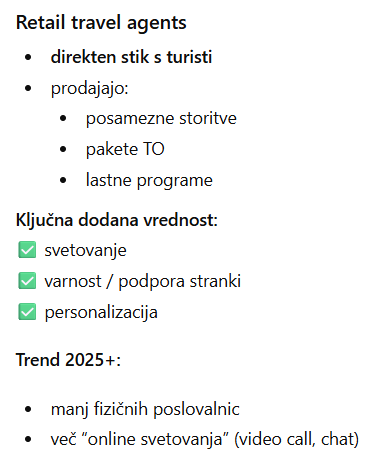 Retail travel agents
• direkten stik s turisti
• prodajajo:
• posamezne storitve
• pakete TO
• lastne programe
Ključna dodana vrednost:
✅ svetovanje
✅ varnost / podpora stranki
✅ personalizacija
Trend 2025+:
• manj fizičnih poslovalnic
• več “online svetovanja” (video call, chat)